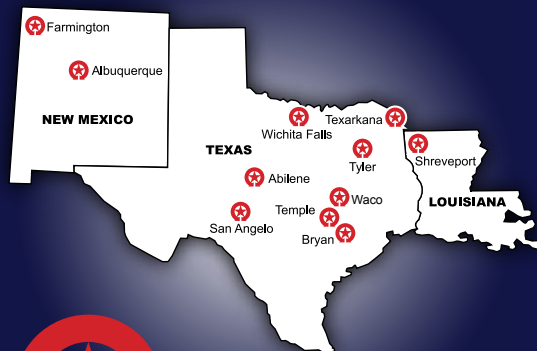 Farmington
Albuquerque
NEW MEXICO
Texarkana
Wichita Falls
TEXAS
Tyler
Shreveport
Abilene
Waco
LOUISIANA
Temple
San Angelo
Bryan